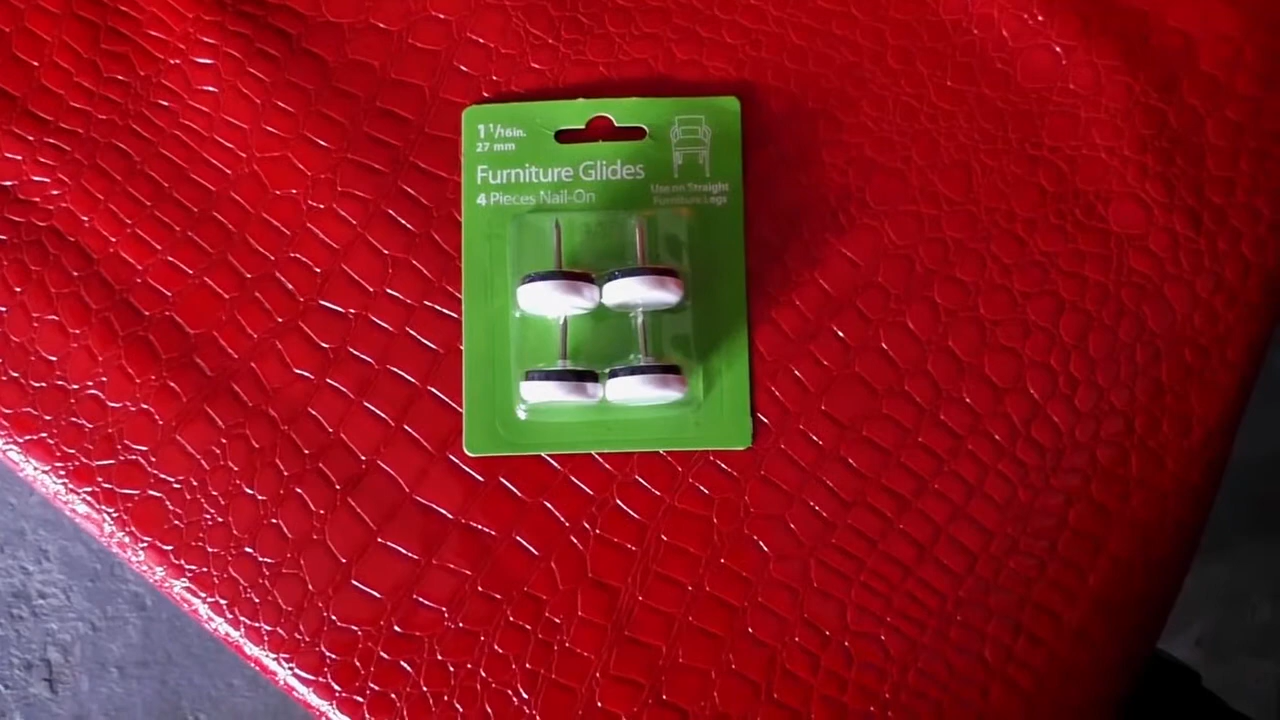 1 1/16in.
27 mm
Furniture Glides
4 Pieces Nail-On
Use on Straight
Furniture Legs